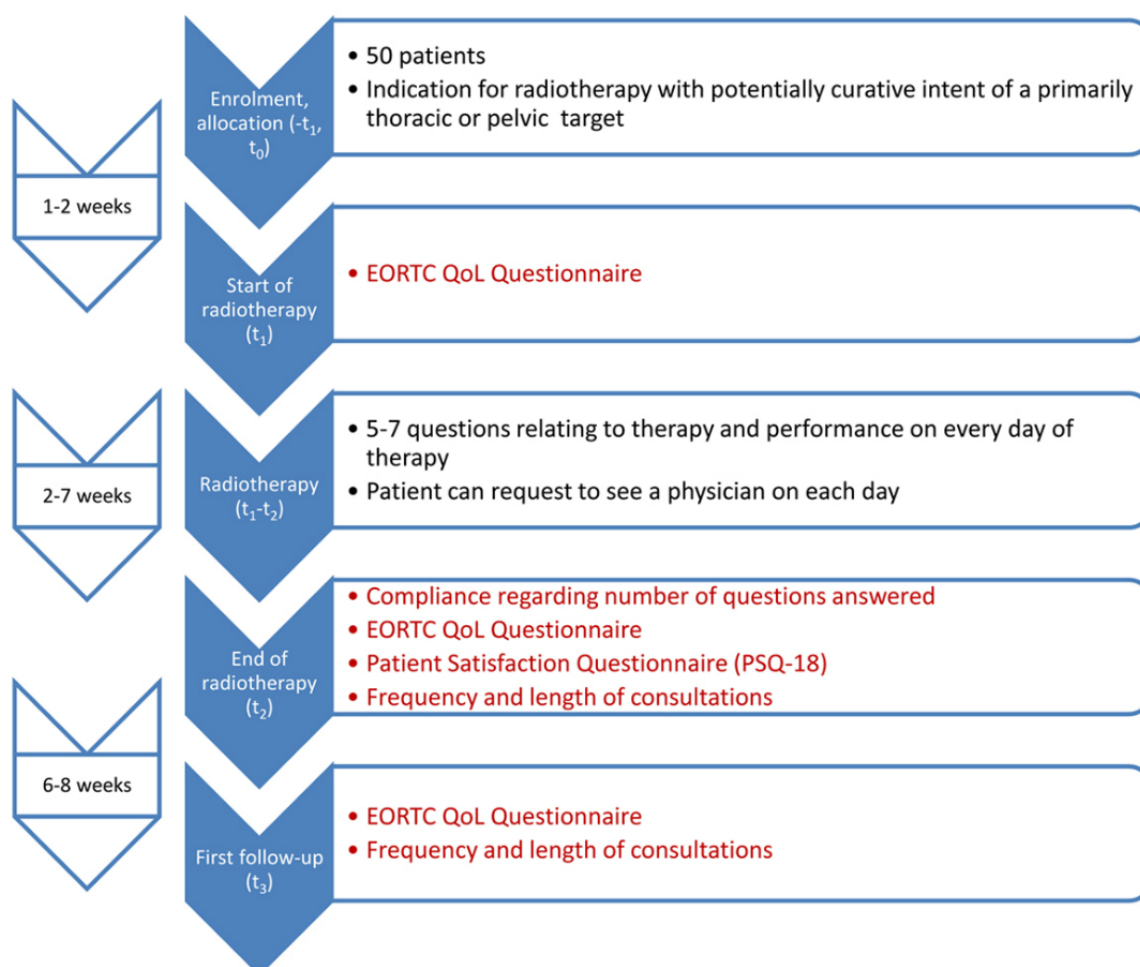 Enrolment,
allocation (-t₁,
t₀)
• 50 patients
• Indication for radiotherapy with potentially curative intent of a primarily
thoracic or pelvic target
1-2 weeks
Start of
radiotherapy
(t₁)
• EORTC QoL Questionnaire
2-7 weeks
Radiotherapy
(t₁-t₂)
• 5-7 questions relating to therapy and performance on every day of
therapy
• Patient can request to see a physician on each day
End of
radiotherapy
(t₂)
• Compliance regarding number of questions answered
• EORTC QoL Questionnaire
• Patient Satisfaction Questionnaire (PSQ-18)
• Frequency and length of consultations
6-8 weeks
First follow-up
(t₃)
• EORTC QoL Questionnaire
• Frequency and length of consultations